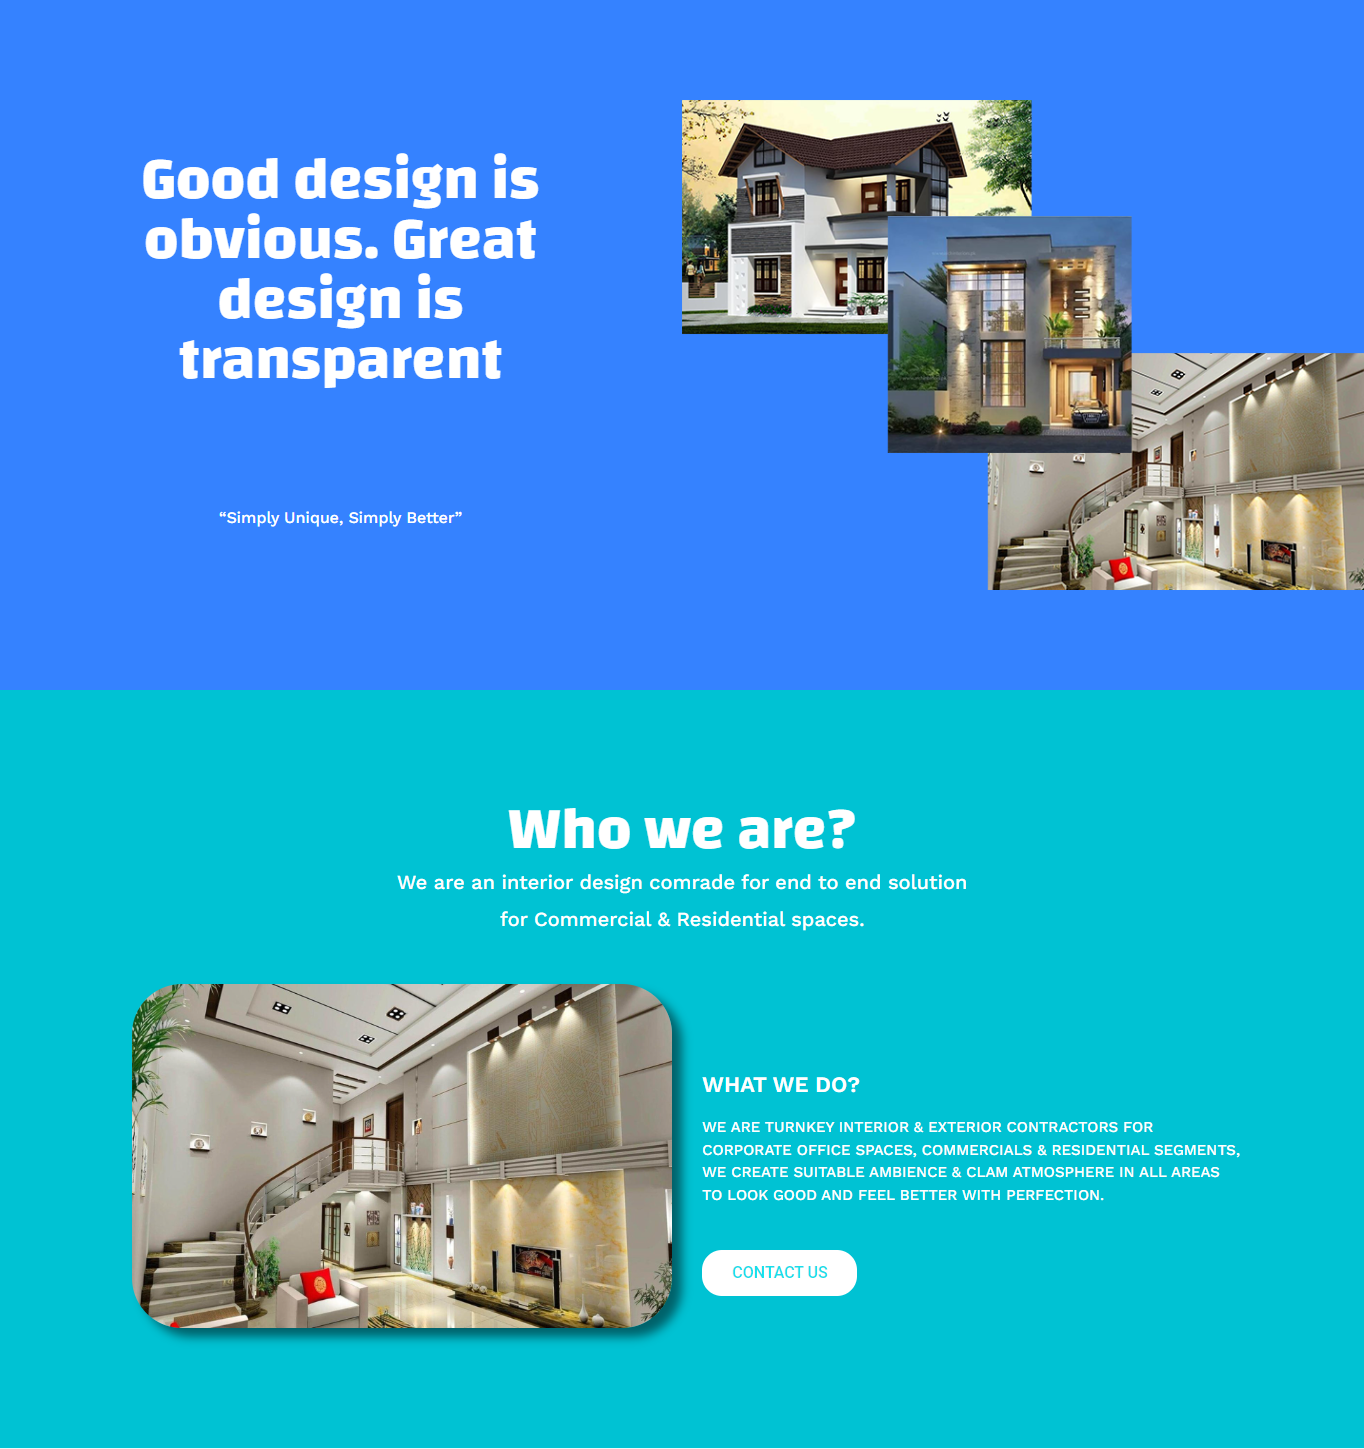 Good design is
obvious. Great
design is
transparent
“Simply Unique, Simply Better”
Who we are?
We are an interior design comrade for end to end solution
for Commercial & Residential spaces.
WHAT WE DO?
WE ARE TURNKEY INTERIOR & EXTERIOR CONTRACTORS FOR
CORPORATE OFFICE SPACES, COMMERCIALS & RESIDENTIAL SEGMENTS,
WE CREATE SUITABLE AMBIENCE & CLAM ATMOSPHERE IN ALL AREAS
TO LOOK GOOD AND FEEL BETTER WITH PERFECTION.
CONTACT US